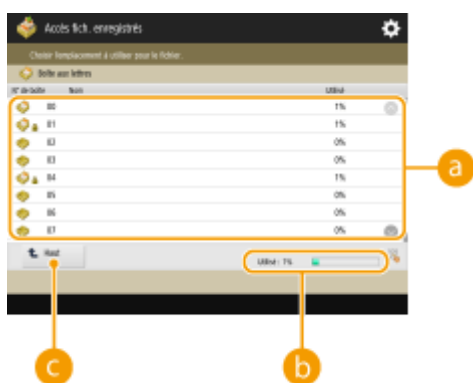 Accès fich. enregistrés
Choisir l'emplacement à utiliser pour le fichier.
Boîte aux lettres
N° de boîte Nom Utilisé
00 1%
01 1%
02 0%
03 0%
04 1%
05 0%
06 0%
07 0%
a
Haut
Utilisé : 1%
c
b